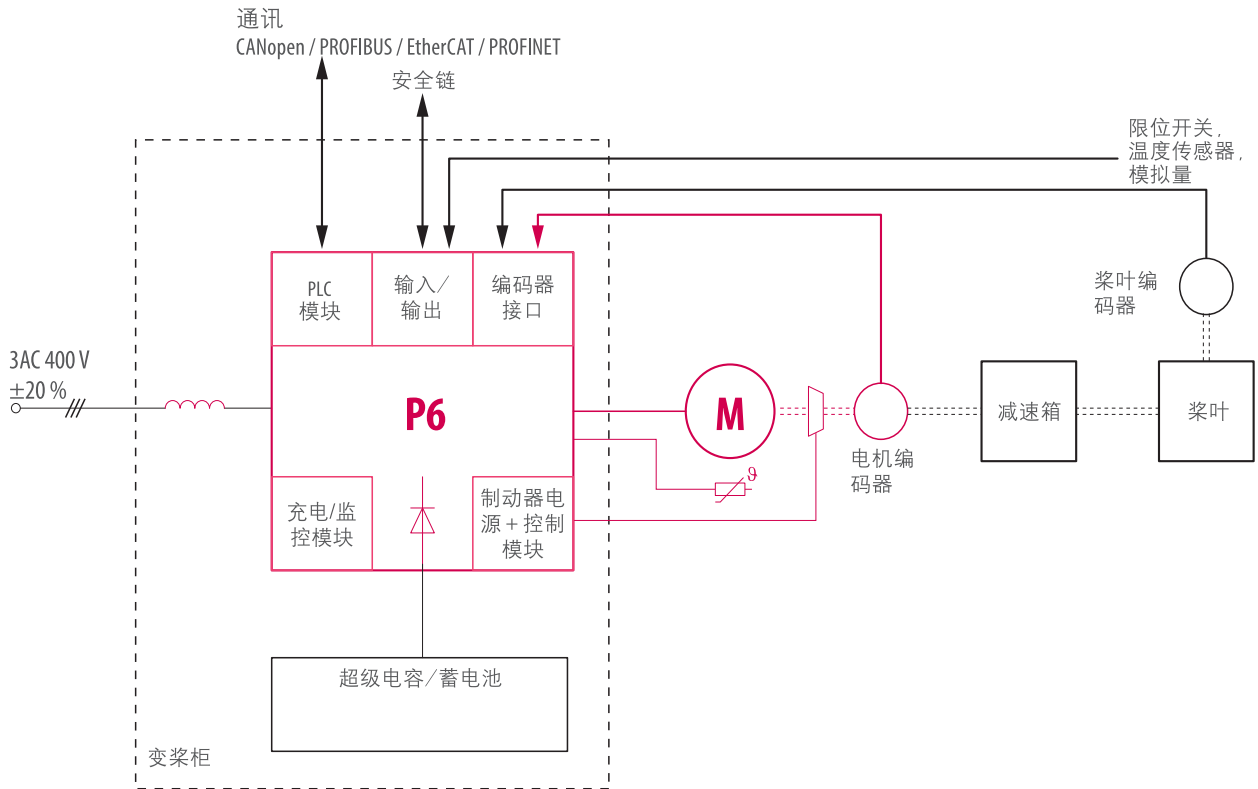 通讯
CANopen / PROFIBUS / EtherCAT / PROFINET
安全链
限位开关,
温度传感器,
模拟量
PLC
模块
输入/
输出
编码器
接口
桨叶编
码器
3AC 400 V
±20 %
P6
M
减速箱
桨叶
电机编
码器
ϑ
充电/监
控模块
制动器电
源 + 控制
模块
超级电容/蓄电池
变桨柜